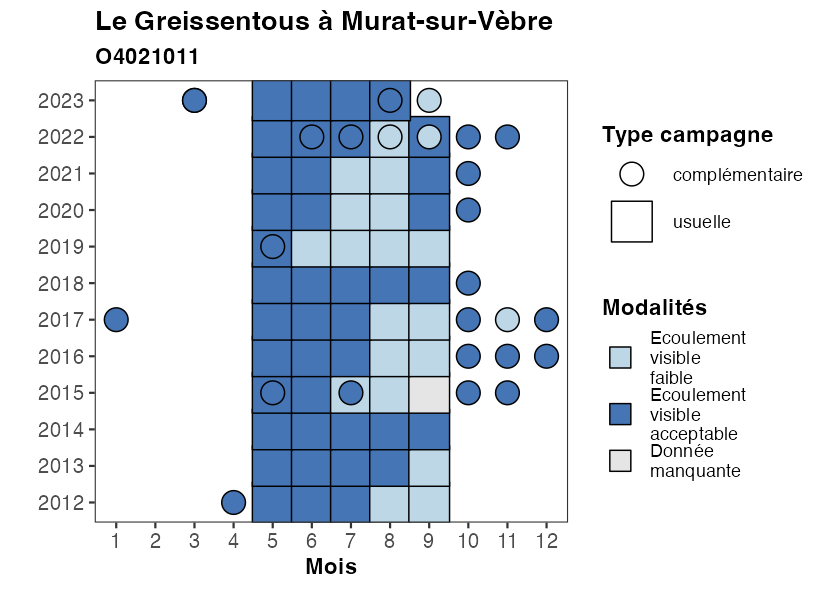 Le Greissentous à Murat-sur-Vèbre
O4021011
2023
2022
2021
2020
2019
2018
2017
2016
2015
2014
2013
2012
1 2 3 4 5 6 7 8 9 10 11 12
Mois
Type campagne
complémentaire
usuelle
Modalités
Ecoulement
visible
faible
Ecoulement
visible
acceptable
Donnée
manquante